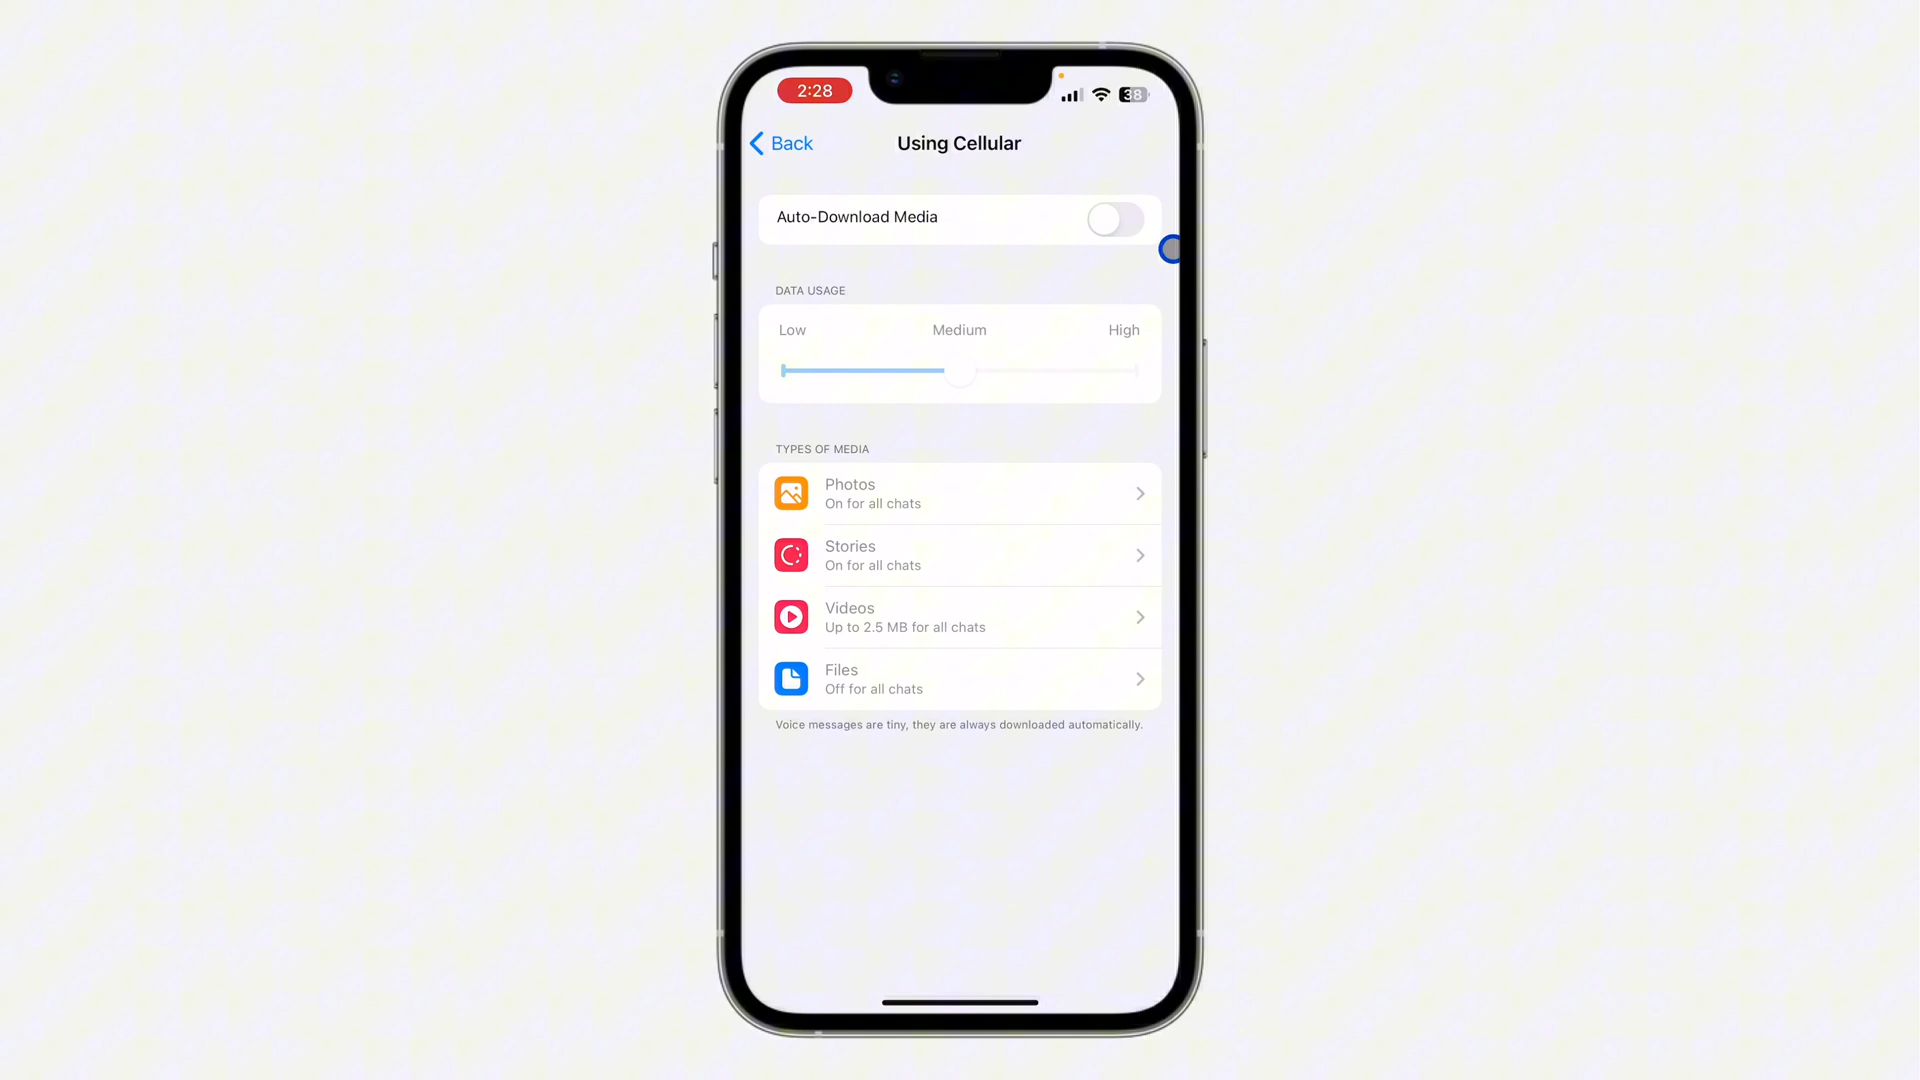 2:28
38
Back
Using Cellular
Auto-Download Media
DATA USAGE
Low Medium High
TYPES OF MEDIA
Photos
On for all chats
Stories
On for all chats
Videos
Up to 2.5 MB for all chats
Files
Off for all chats
Voice messages are tiny, they are always downloaded automatically.